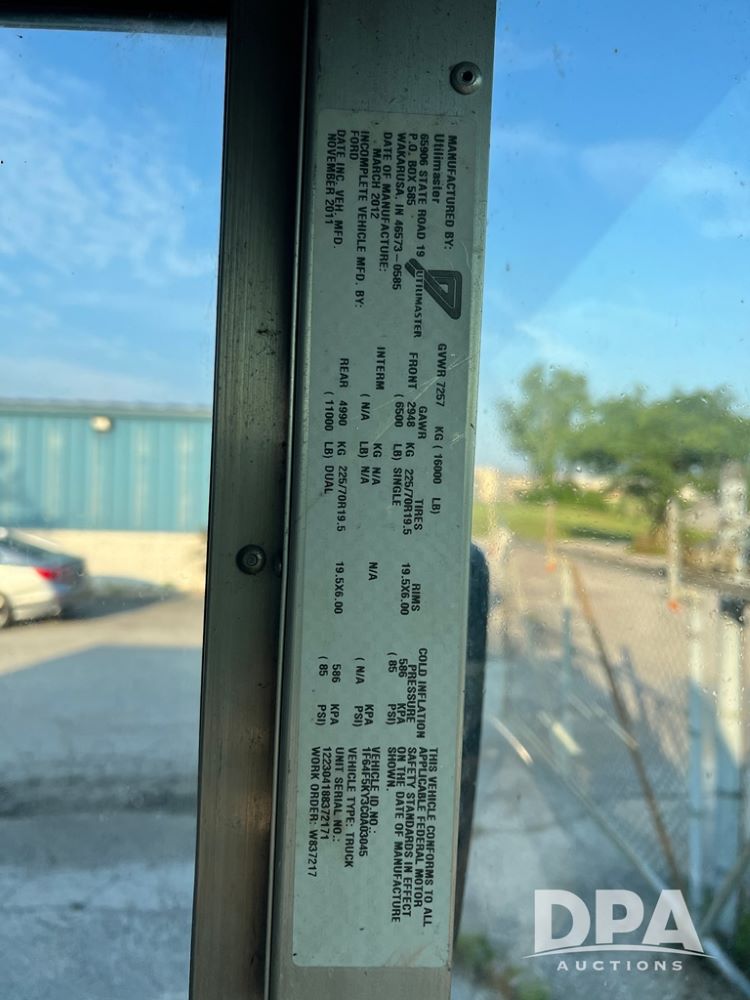 MANUFACTURED BY:
Utilimaster
65906 STATE ROAD 19
P.O. BOX 585
WAKARUSA, IN 46573-0585
DATE OF MANUFACTURE:
MARCH 2012
INCOMPLETE VEHICLE MFD. BY:
FORD
DATE INC. VEH. MFD.
NOVEMBER 2011
UTILIMASTER
GVWR 7257 KG ( 16000 LB)
GAWR TIRES RIMS COLD INFLATION PRESSURE
FRONT 2948 KG 225/70R19.5 19.5X6.00 586 KPA
( 6500 LB) SINGLE ( 85 PSI)
INTERM KG N/A N/A KPA
( N/A LB) N/A ( N/A PSI)
REAR 4990 KG 225/70R19.5 19.5X6.00 586 KPA
( 11000 LB) DUAL ( 85 PSI)
THIS VEHICLE CONFORMS TO ALL
APPLICABLE FEDERAL MOTOR
SAFETY STANDARDS IN EFFECT
ON THE DATE OF MANUFACTURE
SHOWN.
VEHICLE ID NO.:
1F64F5KY3C0A03045
VEHICLE TYPE: TRUCK
UNIT SERIAL NO.:
122304188372171
WORK ORDER: W837217
DPA
AUCTIONS